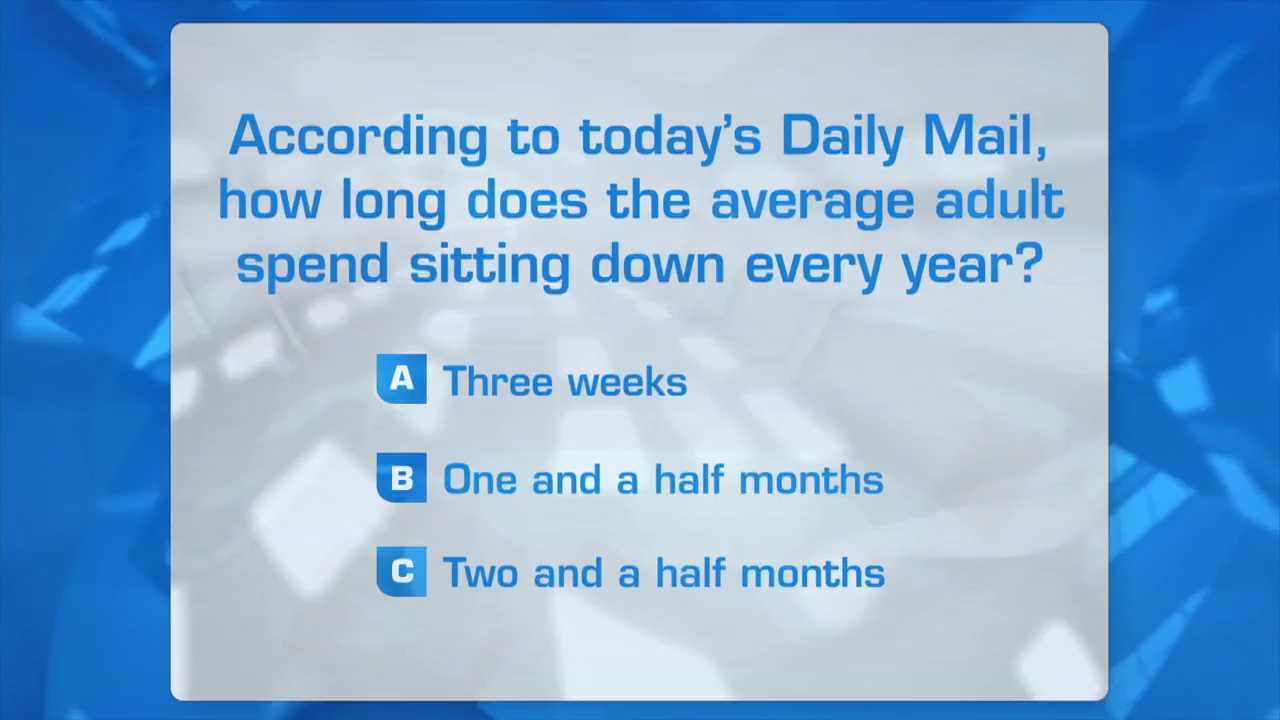 According to today's Daily Mail,
how long does the average adult
spend sitting down every year?
A Three weeks
B One and a half months
C Two and a half months